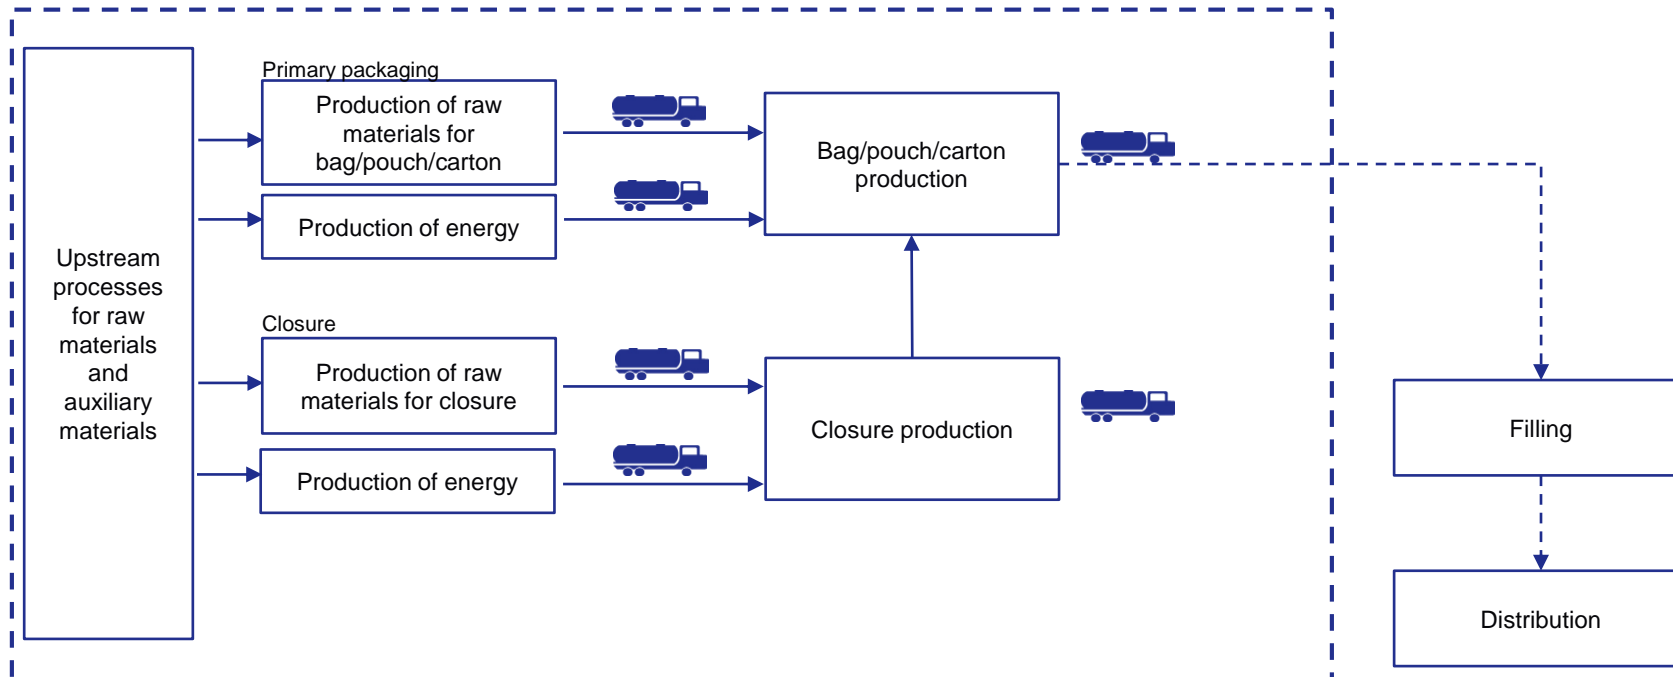 Upstream
processes
for raw
materials
and
auxiliary
materials
Primary packaging
Production of raw
materials for
bag/pouch/carton
Production of energy
Closure
Production of raw
materials for closure
Production of energy
Bag/pouch/carton
production
Closure production
Filling
Distribution